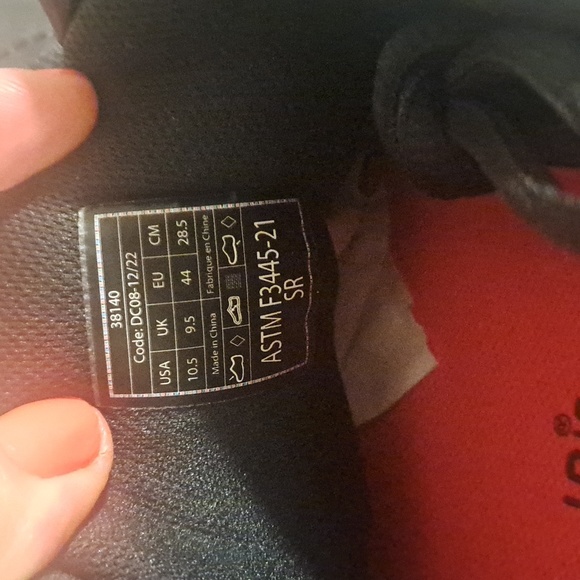 38140
Code: DC08-12/22
USA UK EU CM
10.5 9.5 44 28.5
Made in China Fabrique en Chine
ASTM F3445-21
SR